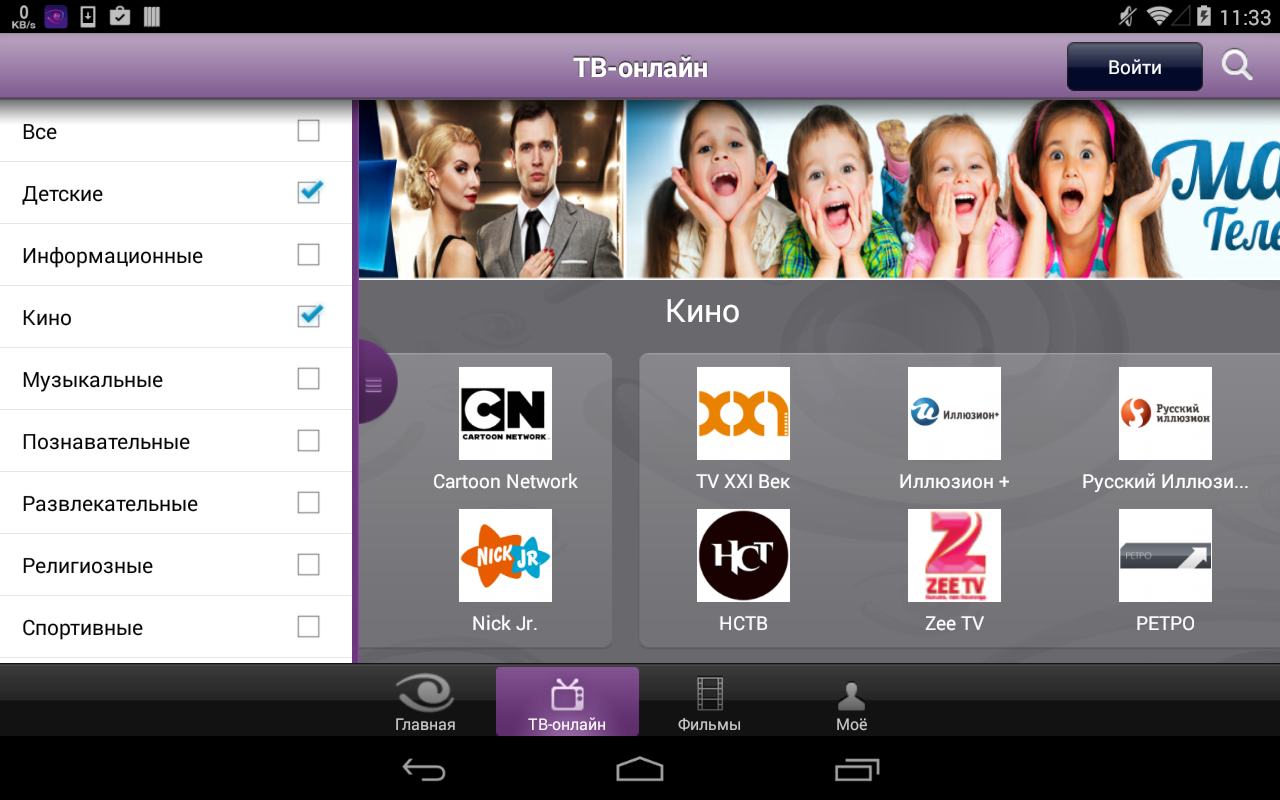 0
KB/s
11:33
ТВ-онлайн
Войти
Все
Детские
Информационные
Кино
Музыкальные
Познавательные
Развлекательные
Религиозные
Спортивные
МА
Теле
Кино
CN
CARTOON NETWORK
Cartoon Network
XXI
TV XXI Век
Иллюзион+
Иллюзион +
Русский
иллюзион
Русский Иллюзи...
NICK JR
Nick Jr.
НСТ
НСТВ
Z
ZEE TV
Zee TV
РЕТРО
РЕТРО
Главная
ТВ-онлайн
Фильмы
Моё